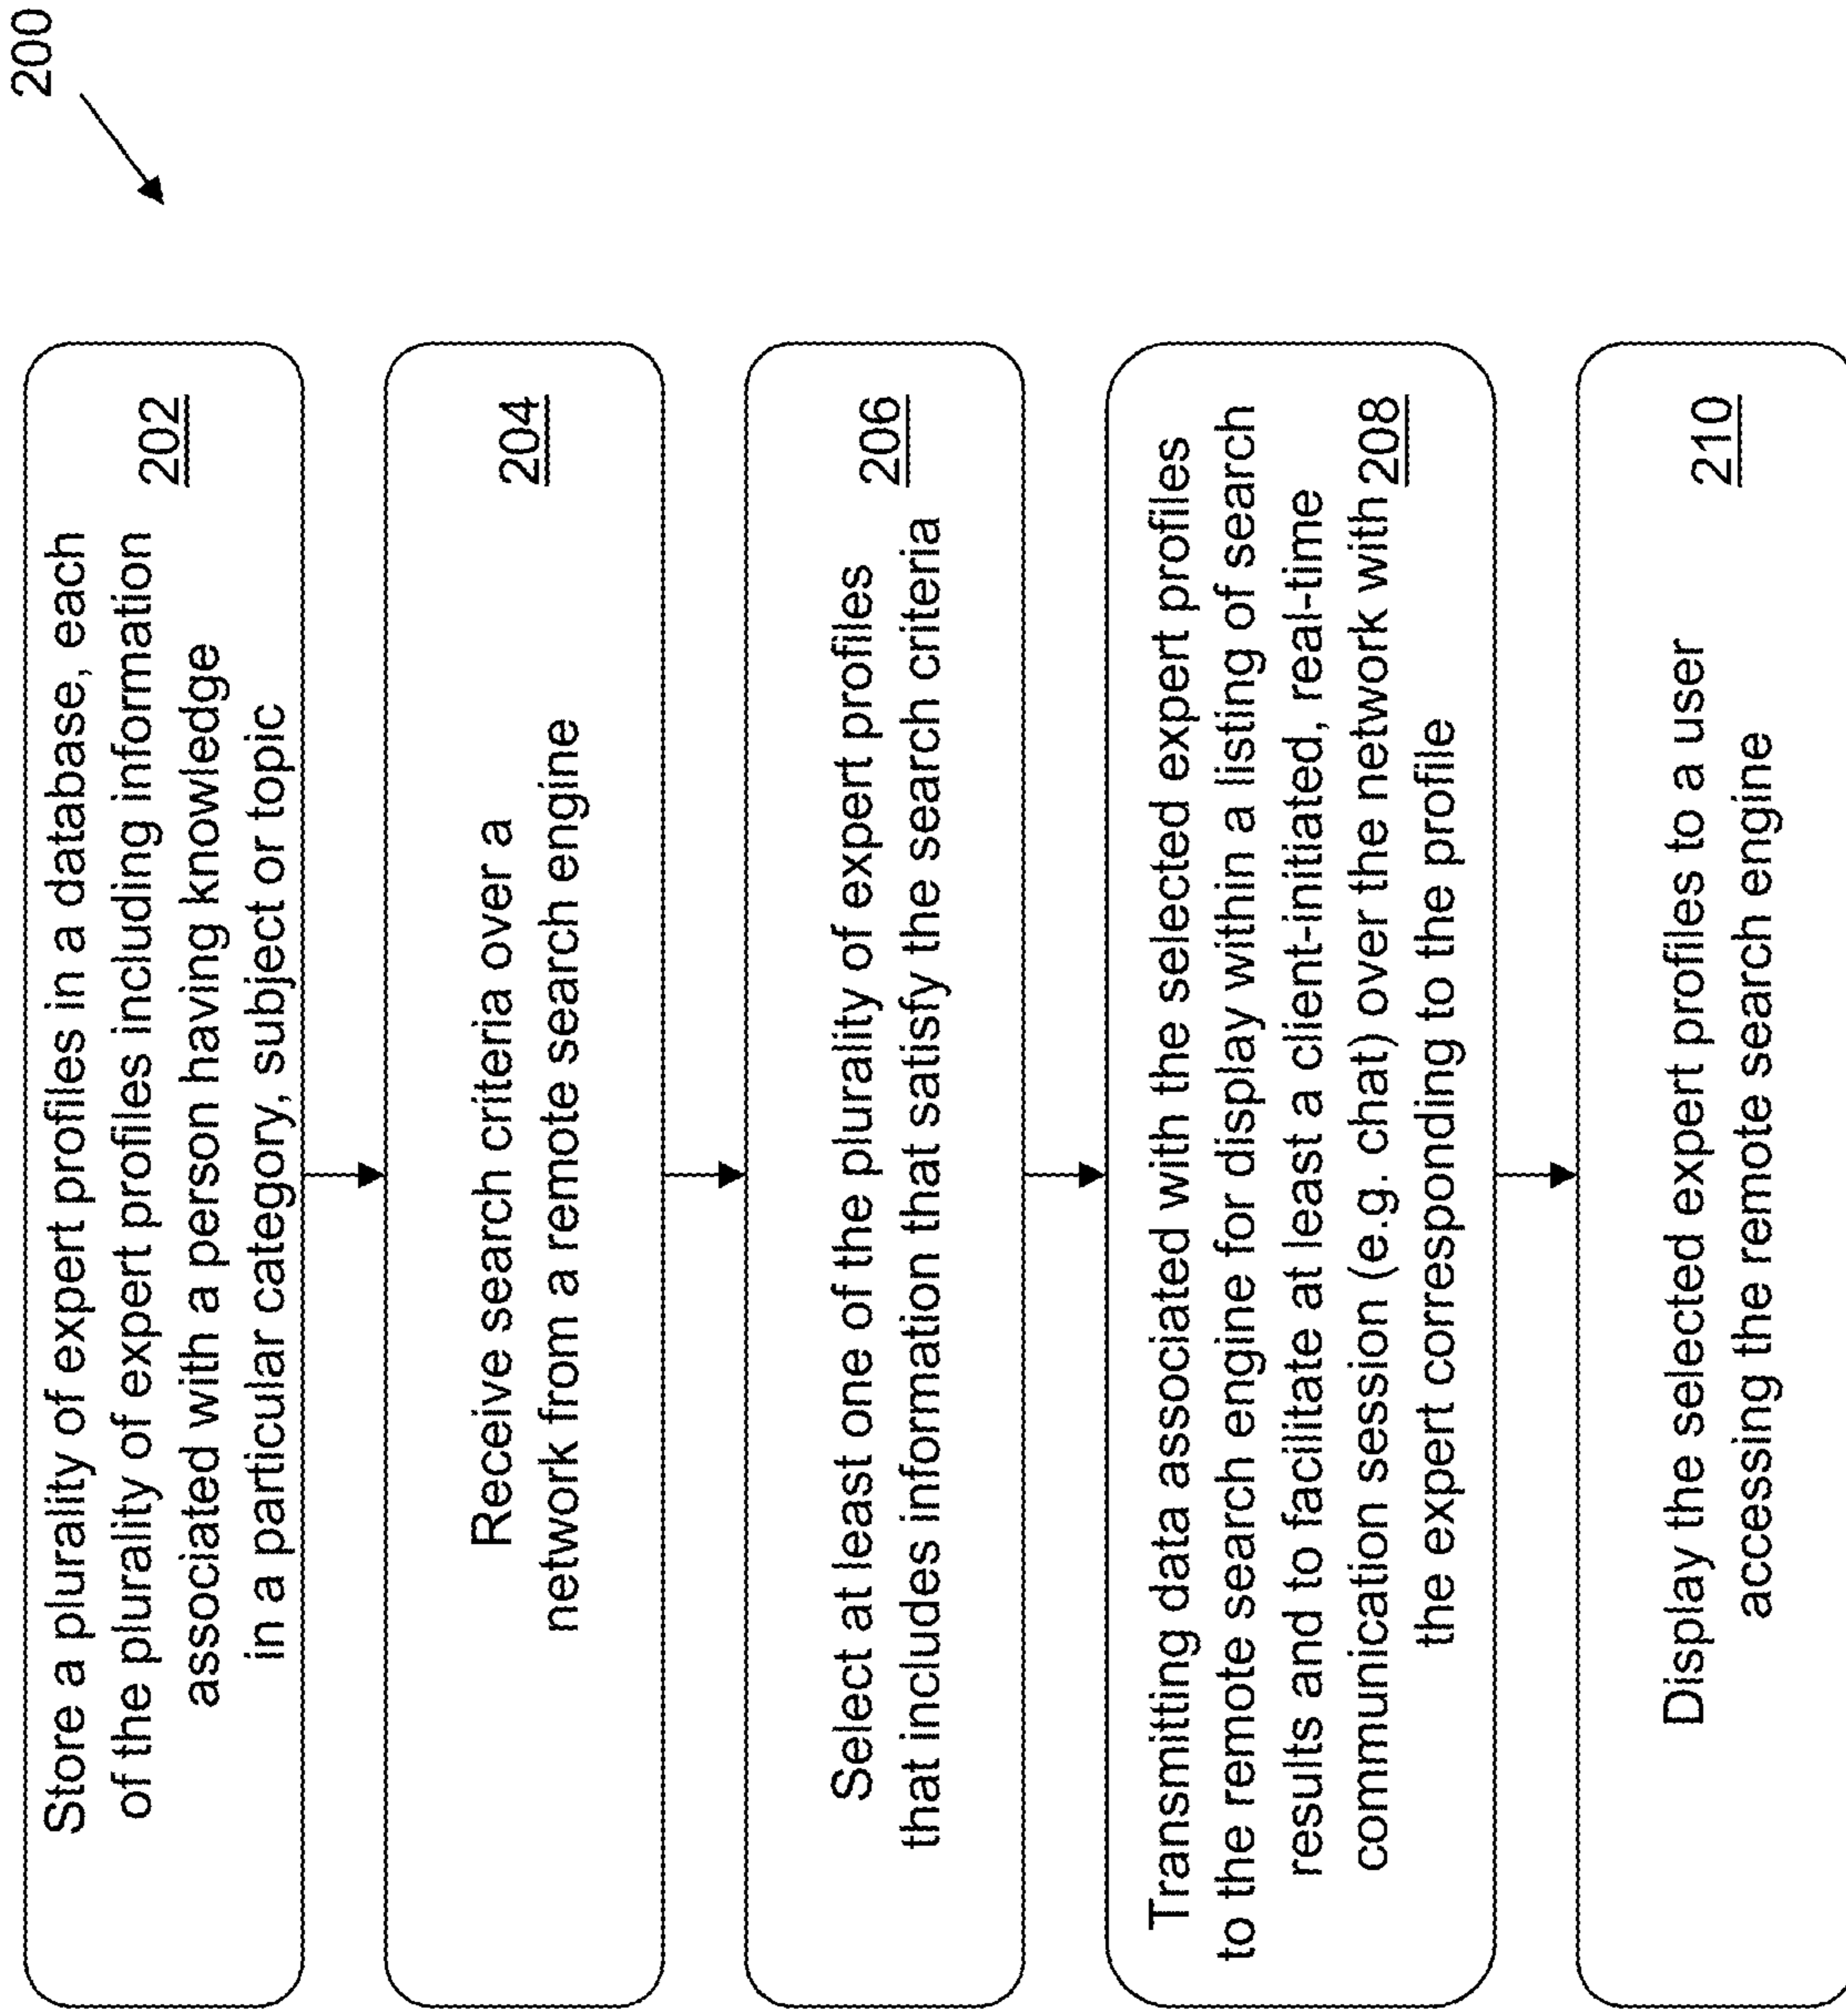 200
Store a plurality of expert profiles in a database, each
of the plurality of expert profiles including information
associated with a person having knowledge
in a particular category, subject or topic
202
Receive search criteria over a
network from a remote search engine
204
Select at least one of the plurality of expert profiles
that includes information that satisfy the search criteria
206
Transmitting data associated with the selected expert profiles
to the remote search engine for display within a listing of search
results and to facilitate at least a client-initiated, real-time
communication session (e.g. chat) over the network with 208
the expert corresponding to the profile
Display the selected expert profiles to a user
accessing the remote search engine
210